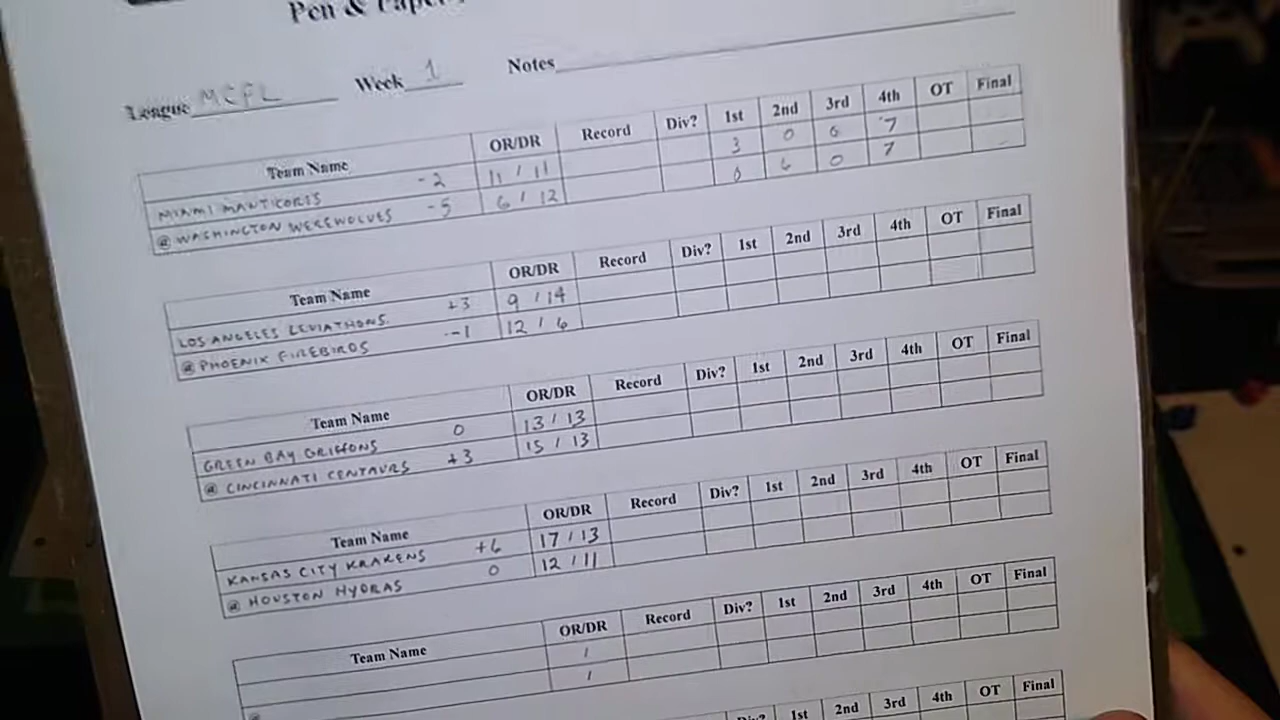 Pen & Paper
League MCFL Week 1 Notes
Team Name OR/DR Record Div? 1st 2nd 3rd 4th OT Final
MIAMI MANTICORES -2 11 / 11 3 0 6 7
@ WASHINGTON WEREWOLVES -5 6 / 12 0 6 0 7
Team Name OR/DR Record Div? 1st 2nd 3rd 4th OT Final
LOS ANGELES LEVIATHONS +3 9 / 14
@ PHOENIX FIREBIRDS -1 12 / 6
Team Name OR/DR Record Div? 1st 2nd 3rd 4th OT Final
GREEN BAY GRIFFONS 0 13 / 13
@ CINCINNATI CENTAURS +3 15 / 13
Team Name OR/DR Record Div? 1st 2nd 3rd 4th OT Final
KANSAS CITY KRAKENS +6 17 / 13
@ HOUSTON HYDRAS 0 12 / 11
Team Name OR/DR Record Div? 1st 2nd 3rd 4th OT Final
/
@ /
Div? 1st 2nd 3rd 4th OT Final